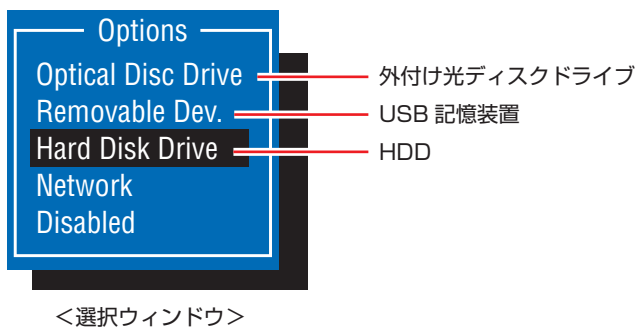 Options
Optical Disc Drive 外付け光ディスクドライブ
Removable Dev. USB 記憶装置
Hard Disk Drive HDD
Network
Disabled
＜選択ウィンドウ＞